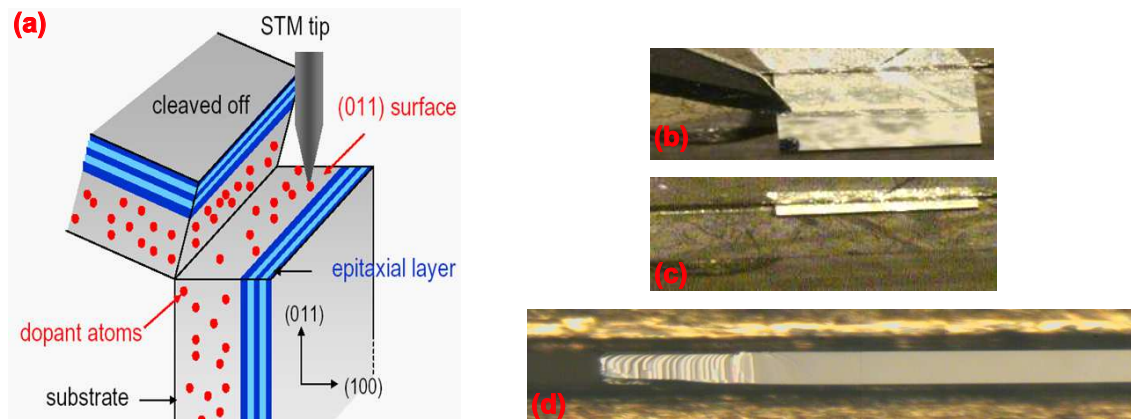 (a)
STM tip
cleaved off
(011) surface
epitaxial layer
dopant atoms
(011)
(100)
substrate
(b)
(c)
(d)